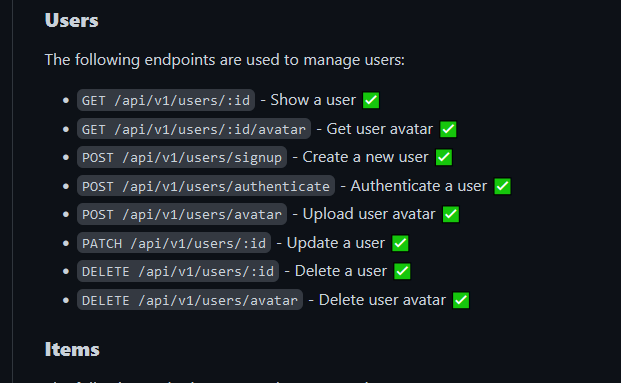 Users
The following endpoints are used to manage users:
• GET /api/v1/users/:id - Show a user ✅
• GET /api/v1/users/:id/avatar - Get user avatar ✅
• POST /api/v1/users/signup - Create a new user ✅
• POST /api/v1/users/authenticate - Authenticate a user ✅
• POST /api/v1/users/avatar - Upload user avatar ✅
• PATCH /api/v1/users/:id - Update a user ✅
• DELETE /api/v1/users/:id - Delete a user ✅
• DELETE /api/v1/users/avatar - Delete user avatar ✅
Items